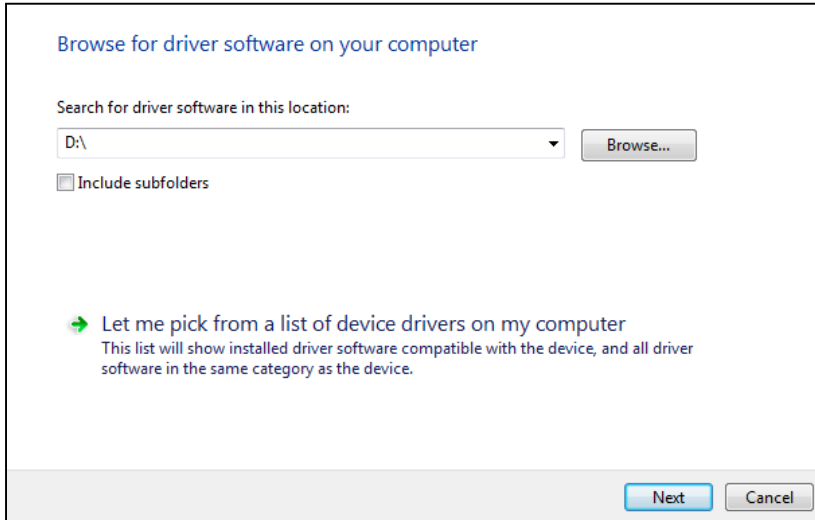 Browse for driver software on your computer
Search for driver software in this location:
D:\
Browse...
Include subfolders
Let me pick from a list of device drivers on my computer
This list will show installed driver software compatible with the device, and all driver
software in the same category as the device.
Next
Cancel